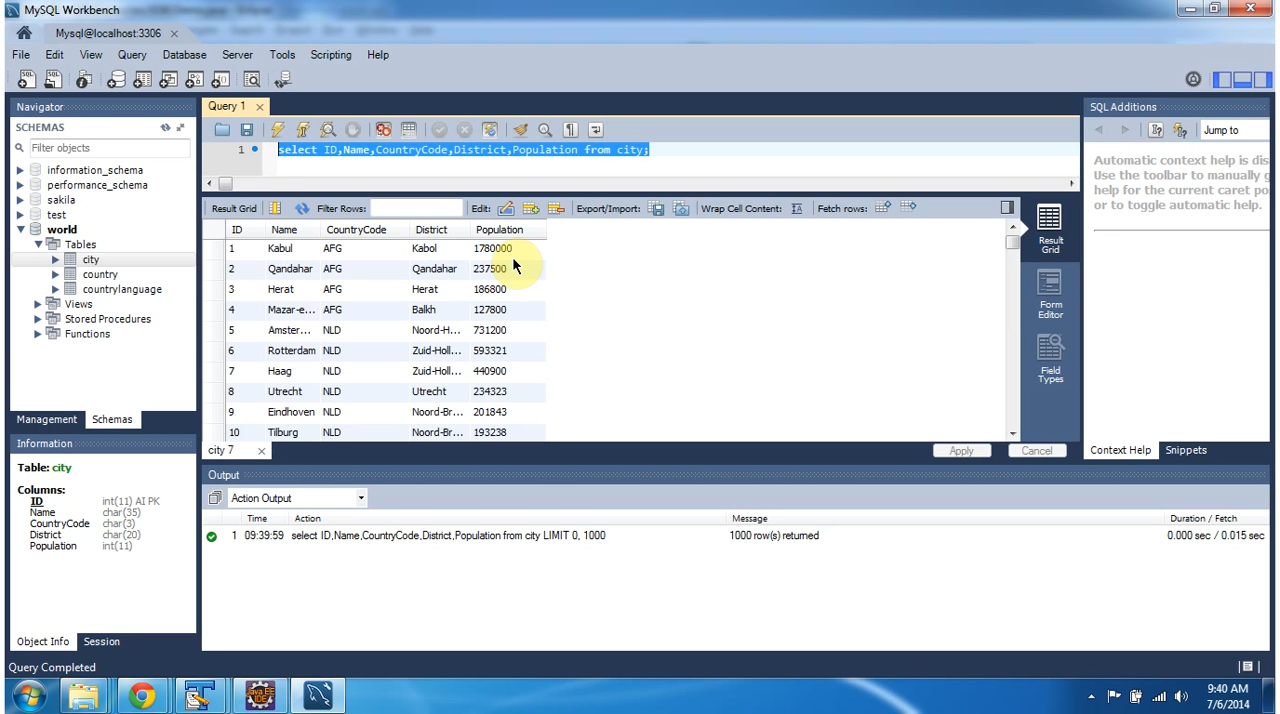 MySQL Workbench
Mysql@localhost:3306
File Edit View Query Database Server Tools Scripting Help
Navigator
SCHEMAS
Filter objects
information_schema
performance_schema
sakila
test
world
Tables
city
country
countrylanguage
Views
Stored Procedures
Functions
Management Schemas
Information
Table: city
Columns:
ID int(11) AI PK
Name char(35)
CountryCode char(3)
District char(20)
Population int(11)
Object Info Session
Query 1
1 select ID,Name,CountryCode,District,Population from city;
Result Grid Filter Rows: Edit: Export/Import: Wrap Cell Content: Fetch rows:
ID Name CountryCode District Population
1 Kabul AFG Kabol 1780000
2 Qandahar AFG Qandahar 237500
3 Herat AFG Herat 186800
4 Mazar-e... AFG Balkh 127800
5 Amster... NLD Noord-H... 731200
6 Rotterdam NLD Zuid-Holl... 593321
7 Haag NLD Zuid-Holl... 440900
8 Utrecht NLD Utrecht 234323
9 Eindhoven NLD Noord-Br... 201843
10 Tilburg NLD Noord-Br... 193238
city 7
Apply Cancel
Result
Grid
Form
Editor
Field
Types
SQL Additions
Jump to
Automatic context help is dis
Use the toolbar to manually g
help for the current caret po
or to toggle automatic help.
Context Help Snippets
Output
Action Output
Time Action Message Duration / Fetch
1 09:39:59 select ID,Name,CountryCode,District,Population from city LIMIT 0, 1000 1000 row(s) returned 0.000 sec / 0.015 sec
Query Completed
Java EE
IDE
9:40 AM
7/6/2014